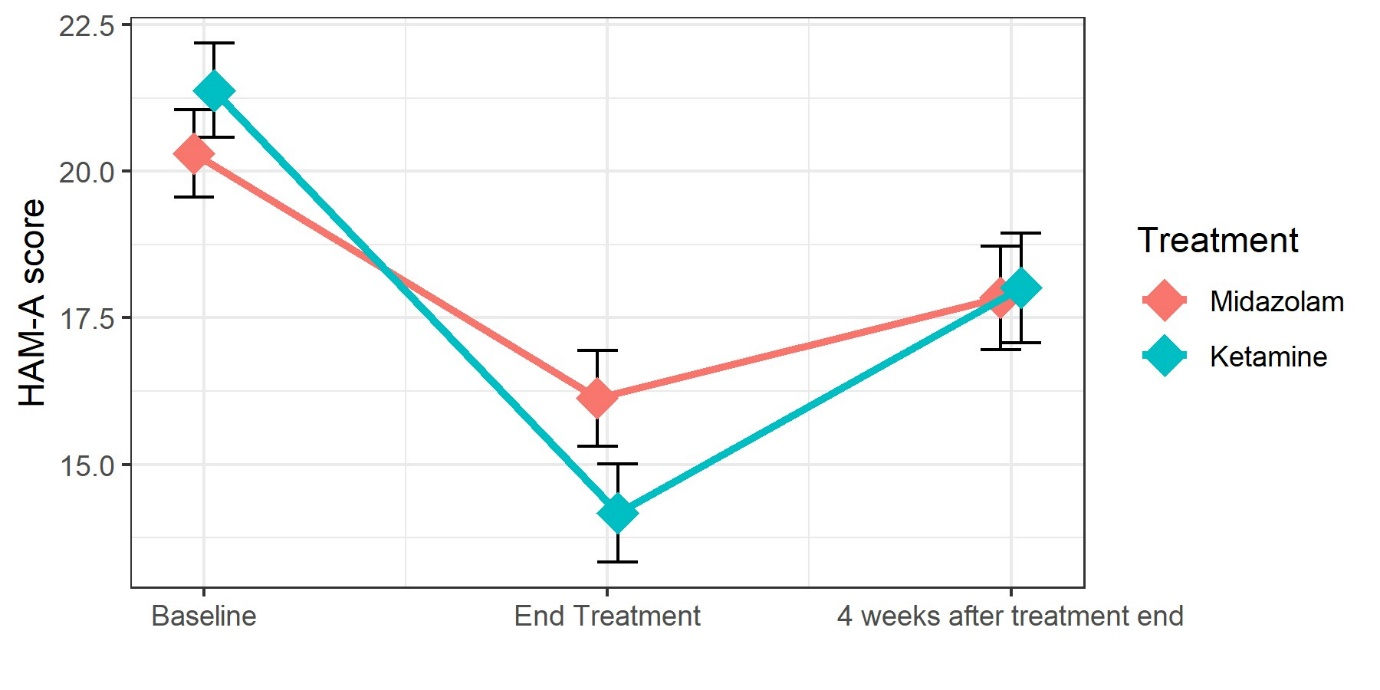 22.5
20.0
17.5
15.0
HAM-A score
Baseline
End Treatment
4 weeks after treatment end
Treatment
Midazolam
Ketamine